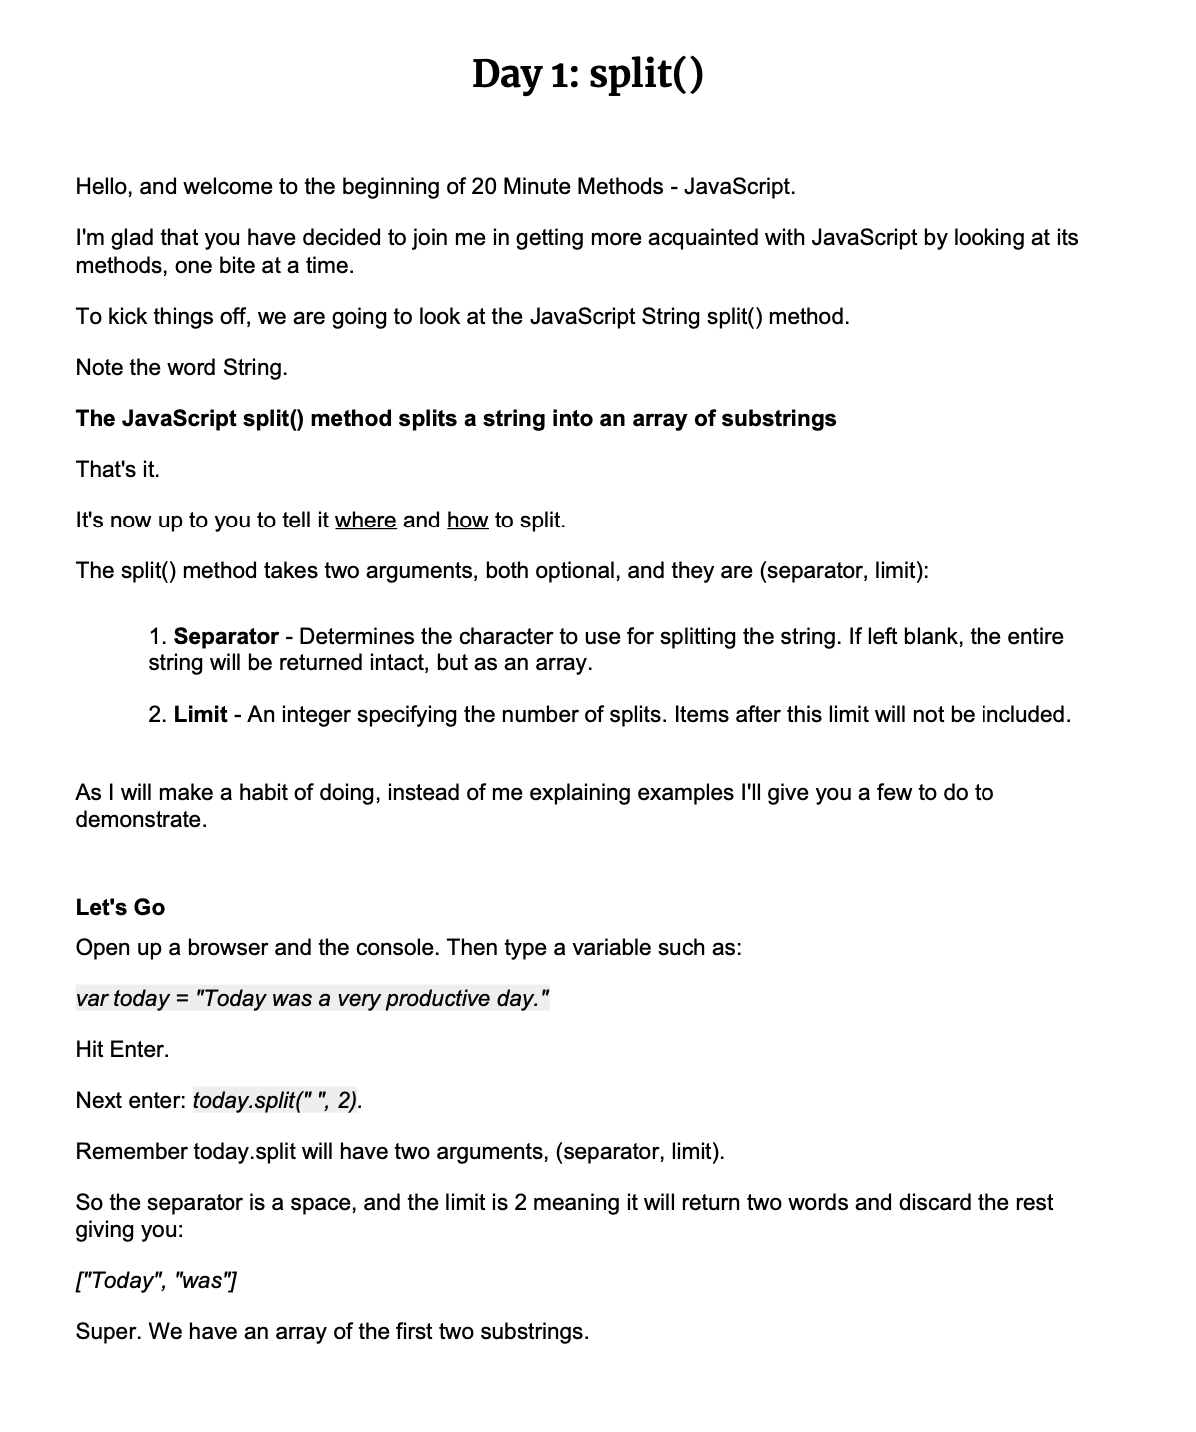 Day 1: split()
Hello, and welcome to the beginning of 20 Minute Methods - JavaScript.
I'm glad that you have decided to join me in getting more acquainted with JavaScript by looking at its
methods, one bite at a time.
To kick things off, we are going to look at the JavaScript String split() method.
Note the word String.
The JavaScript split() method splits a string into an array of substrings
That's it.
It's now up to you to tell it where and how to split.
The split() method takes two arguments, both optional, and they are (separator, limit):
1. Separator - Determines the character to use for splitting the string. If left blank, the entire
string will be returned intact, but as an array.
2. Limit - An integer specifying the number of splits. Items after this limit will not be included.
As I will make a habit of doing, instead of me explaining examples I'll give you a few to do to
demonstrate.
Let's Go
Open up a browser and the console. Then type a variable such as:
var today = "Today was a very productive day."
Hit Enter.
Next enter: today.split(" ", 2).
Remember today.split will have two arguments, (separator, limit).
So the separator is a space, and the limit is 2 meaning it will return two words and discard the rest
giving you:
["Today", "was"]
Super. We have an array of the first two substrings.